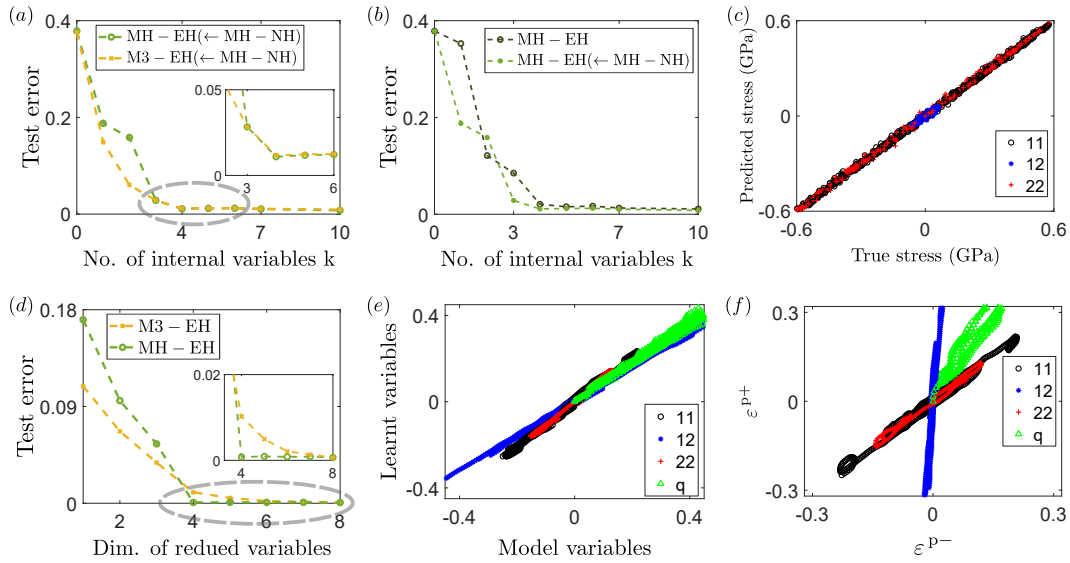 (a)
0.4
0.2
0
Test error
MH − EH(← MH − NH)
M3 − EH(← MH − NH)
0.05
0
3
6
0
4
7
10
No. of internal variables k
(b)
0.4
0.2
0
Test error
MH − EH
MH − EH(← MH − NH)
0
3
7
10
No. of internal variables k
(c)
0.6
0
-0.6
Predicted stress (GPa)
11
12
22
-0.6
0
0.6
True stress (GPa)
(d)
0.18
0.09
0
Test error
M3 − EH
MH − EH
0.02
0
4
6
8
2
4
6
8
Dim. of redued variables
(e)
0.4
0
-0.4
Learnt variables
11
12
22
q
-0.4
0
0.4
Model variables
(f)
0.3
0
-0.3
ε p+
11
12
22
q
0
0.3
ε p−